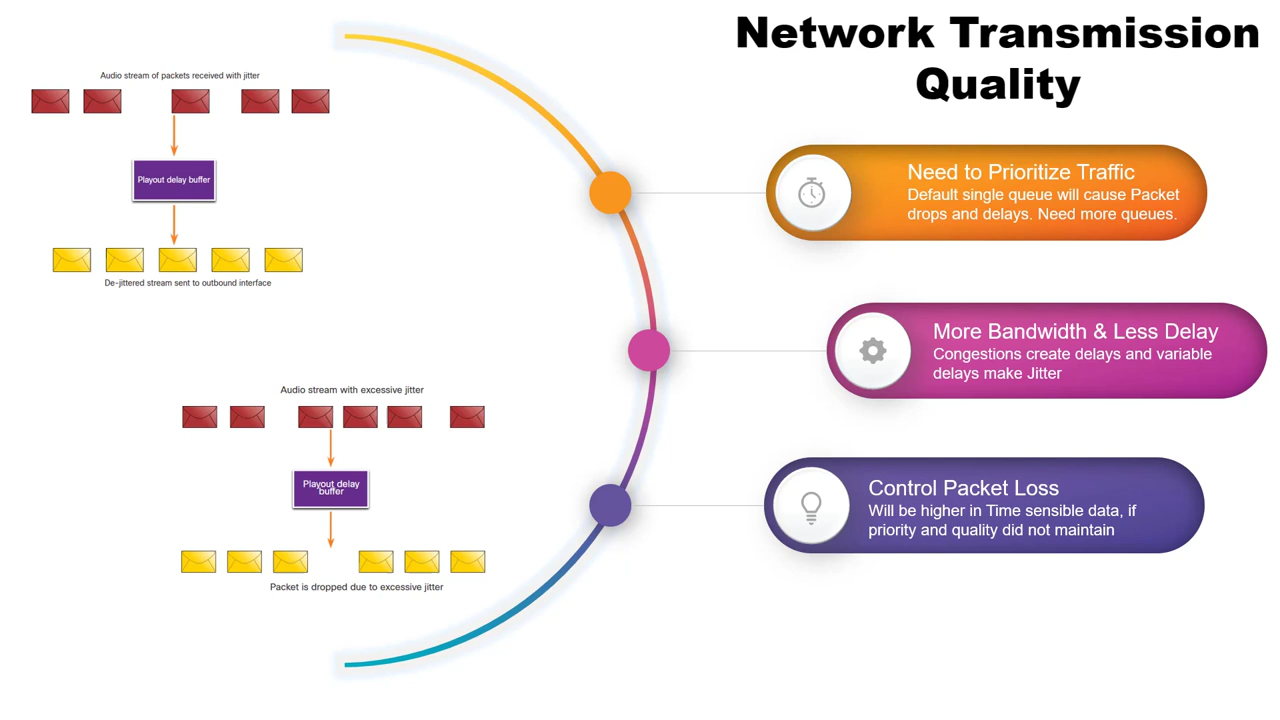 Network Transmission
Quality
Audio stream of packets received with jitter
Playout delay buffer
De-jittered stream sent to outbound interface
Audio stream with excessive jitter
Playout delay
buffer
Packet is dropped due to excessive jitter
Need to Prioritize Traffic
Default single queue will cause Packet
drops and delays. Need more queues.
More Bandwidth & Less Delay
Congestions create delays and variable
delays make Jitter
Control Packet Loss
Will be higher in Time sensible data, if
priority and quality did not maintain